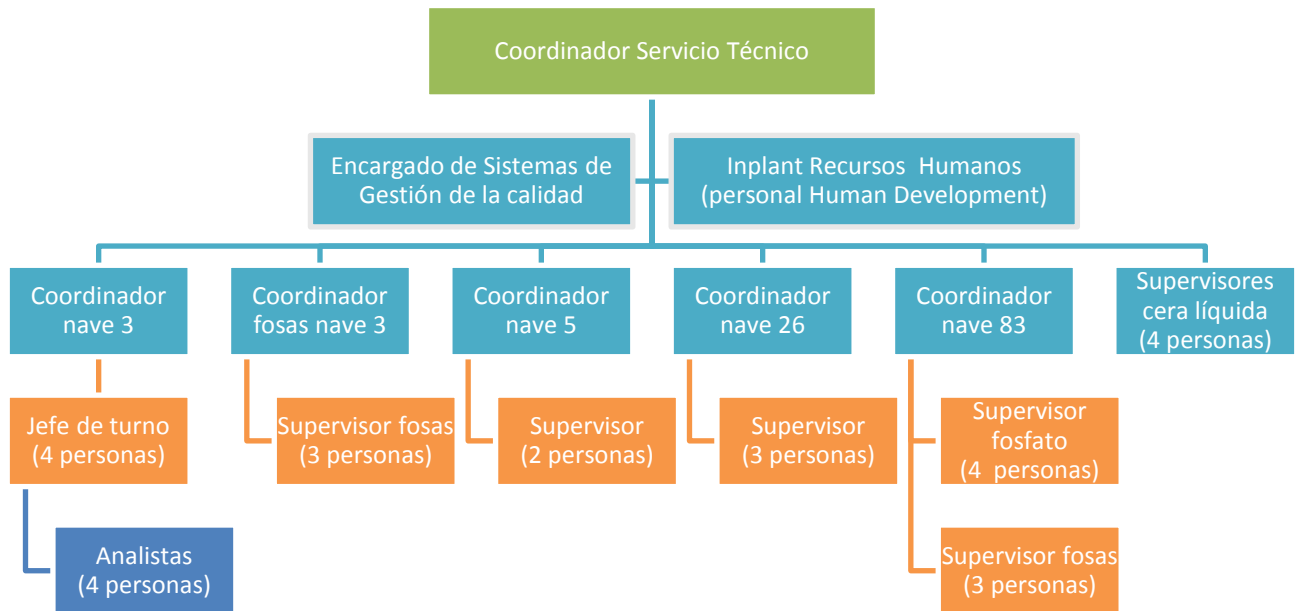 Coordinador Servicio Técnico
Encargado de Sistemas de
Gestión de la calidad
Inplant Recursos Humanos
(personal Human Development)
Coordinador
nave 3
Coordinador
fosas nave 3
Coordinador
nave 5
Coordinador
nave 26
Coordinador
nave 83
Supervisores
cera líquida
(4 personas)
Jefe de turno
(4 personas)
Supervisor fosas
(3 personas)
Supervisor
(2 personas)
Supervisor
(3 personas)
Supervisor
fosfato
(4 personas)
Analistas
(4 personas)
Supervisor fosas
(3 personas)